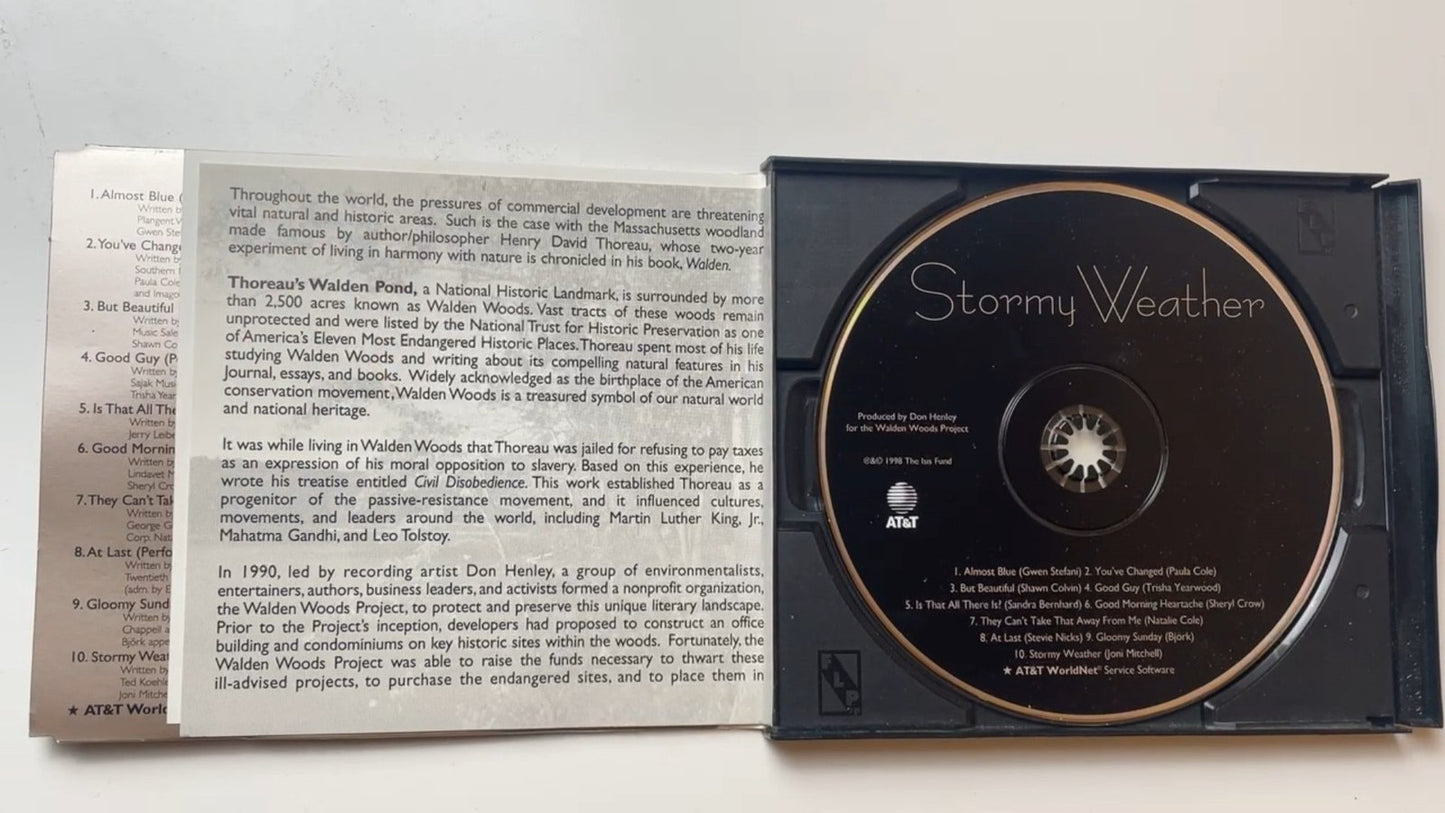 1. Almost Blue (
Written b
Plangent V
Gwen Ste
2. You've Change
Written b
Southern
Paula Cole
and Imago
3. But Beautiful
Written by
Music Sale
Shawn Co
4. Good Guy (P
Written b
Sajak Musi
Trisha Year
5. Is That All The
Written b
Jerry Leibe
6. Good Mornin
Written b
Lindavet M
Sheryl Cro
7. They Can't Tak
Written b
George G
Corp. Nat
8. At Last (Perfo
Written b
Twentieth
(adm. by E
9. Gloomy Sund
Written b
Chappell a
Björk appe
10. Stormy Weat
Written by
Ted Koehle
Joni Mitche
★ AT&T World
Throughout the world, the pressures of commercial development are threatening
vital natural and historic areas. Such is the case with the Massachusetts woodland
made famous by author/philosopher Henry David Thoreau, whose two-year
experiment of living in harmony with nature is chronicled in his book, Walden.
Thoreau's Walden Pond, a National Historic Landmark, is surrounded by more
than 2,500 acres known as Walden Woods. Vast tracts of these woods remain
unprotected and were listed by the National Trust for Historic Preservation as one
of America's Eleven Most Endangered Historic Places. Thoreau spent most of his life
studying Walden Woods and writing about its compelling natural features in his
Journal, essays, and books. Widely acknowledged as the birthplace of the American
conservation movement, Walden Woods is a treasured symbol of our natural world
and national heritage.
It was while living in Walden Woods that Thoreau was jailed for refusing to pay taxes
as an expression of his moral opposition to slavery. Based on this experience, he
wrote his treatise entitled Civil Disobedience. This work established Thoreau as a
progenitor of the passive-resistance movement, and it influenced cultures,
movements, and leaders around the world, including Martin Luther King, Jr.,
Mahatma Gandhi, and Leo Tolstoy.
In 1990, led by recording artist Don Henley, a group of environmentalists,
entertainers, authors, business leaders, and activists formed a nonprofit organization,
the Walden Woods Project, to protect and preserve this unique literary landscape.
Prior to the Project's inception, developers had proposed to construct an office
building and condominiums on key historic sites within the woods. Fortunately, the
Walden Woods Project was able to raise the funds necessary to thwart these
ill-advised projects, to purchase the endangered sites, and to place them in
Stormy Weather
Produced by Don Henley
for the Walden Woods Project
℗&© 1998 The Isis Fund
AT&T
1. Almost Blue (Gwen Stefani) 2. You've Changed (Paula Cole)
3. But Beautiful (Shawn Colvin) 4. Good Guy (Trisha Yearwood)
5. Is That All There Is? (Sandra Bernhard) 6. Good Morning Heartache (Sheryl Crow)
7. They Can't Take That Away From Me (Natalie Cole)
8. At Last (Stevie Nicks) 9. Gloomy Sunday (Björk)
10. Stormy Weather (Joni Mitchell)
★ AT&T WorldNet® Service Software